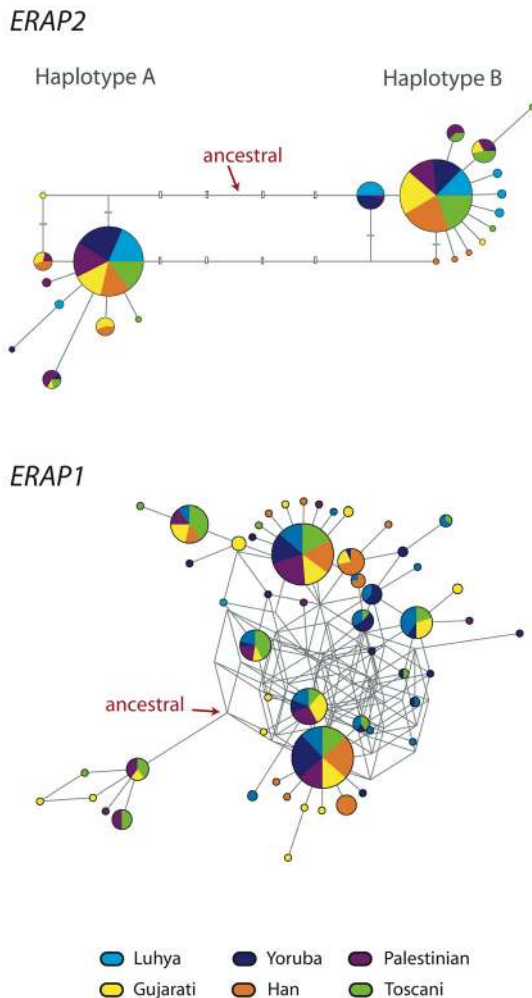 ERAP2
Haplotype A
Haplotype B
ancestral
ERAP1
ancestral
Luhya Yoruba Palestinian
Gujarati Han Toscani